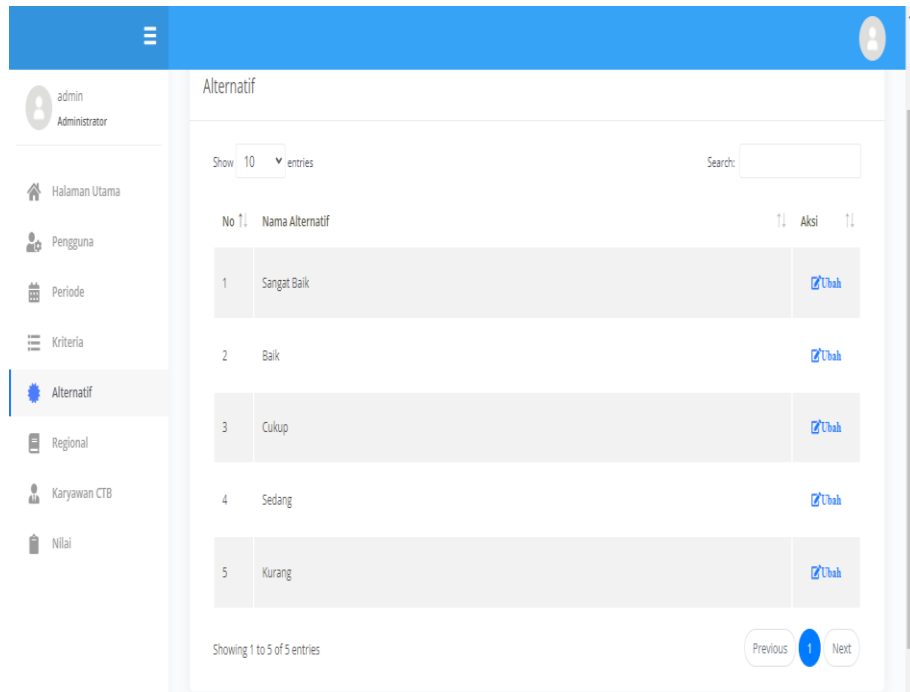 admin
Administrator
Halaman Utama
Pengguna
Periode
Kriteria
Alternatif
Regional
Karyawan CTB
Nilai
Alternatif
Show 10 entries
Search:
No Nama Alternatif Aksi
1 Sangat Baik Ubah
2 Baik Ubah
3 Cukup Ubah
4 Sedang Ubah
5 Kurang Ubah
Showing 1 to 5 of 5 entries
Previous 1 Next